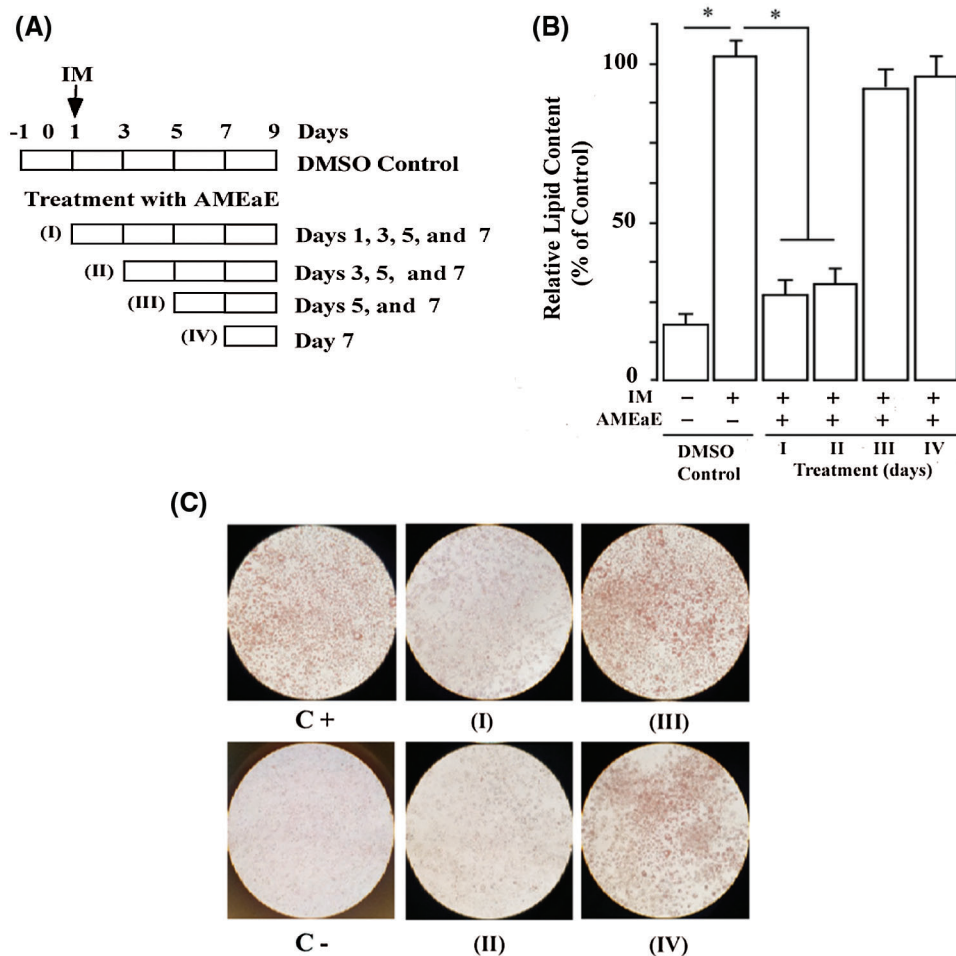 (A)
IM
-1 0 1 3 5 7 9 Days
DMSO Control
Treatment with AMEaE
(I) Days 1, 3, 5, and 7
(II) Days 3, 5, and 7
(III) Days 5, and 7
(IV) Day 7
(B)
Relative Lipid Content
(% of Control)
100
50
0
* *
IM − + + + + +
AMEaE − − + + + +
DMSO Control
I II III IV
Treatment (days)
(C)
C + (I) (III)
C - (II) (IV)